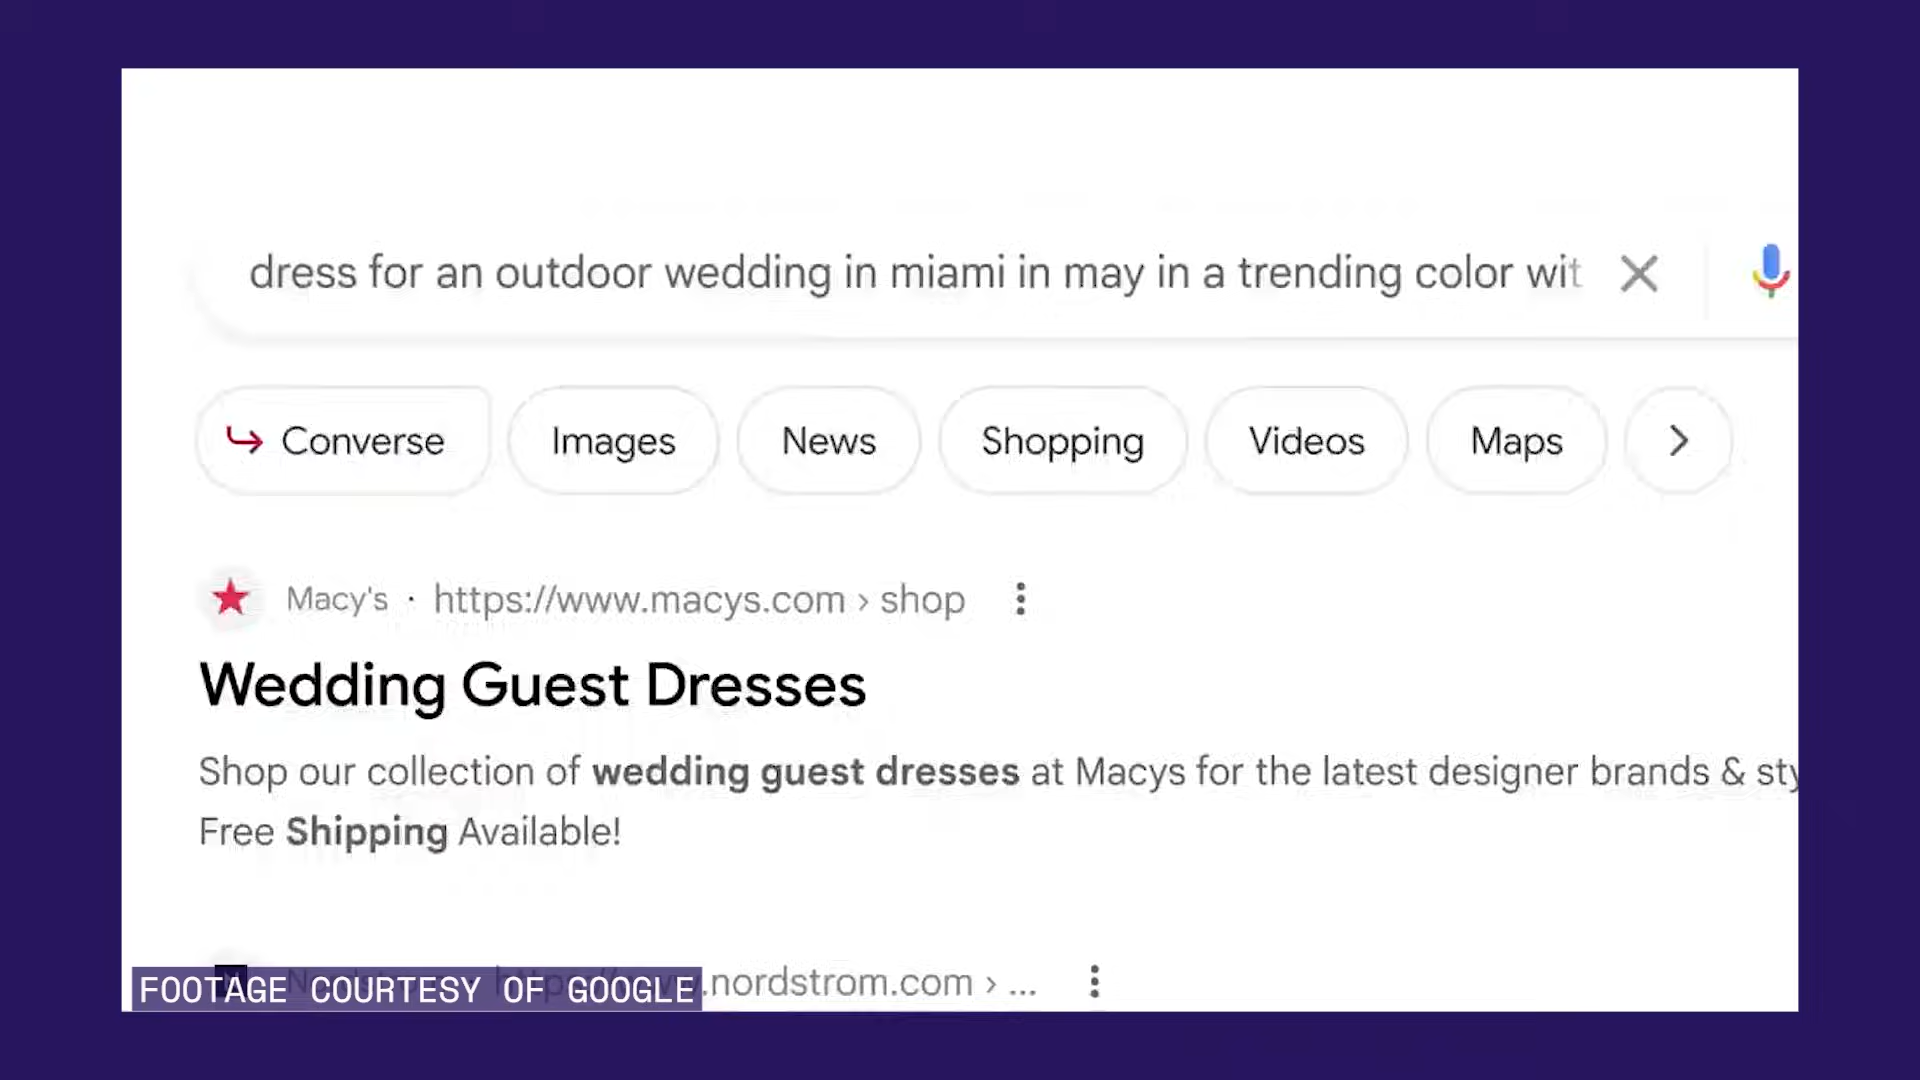 dress for an outdoor wedding in miami in may in a trending color wit
Converse Images News Shopping Videos Maps
Macy's · https://www.macys.com › shop
Wedding Guest Dresses
Shop our collection of wedding guest dresses at Macys for the latest designer brands & sty
Free Shipping Available!
.nordstrom.com › ...
FOOTAGE COURTESY OF GOOGLE